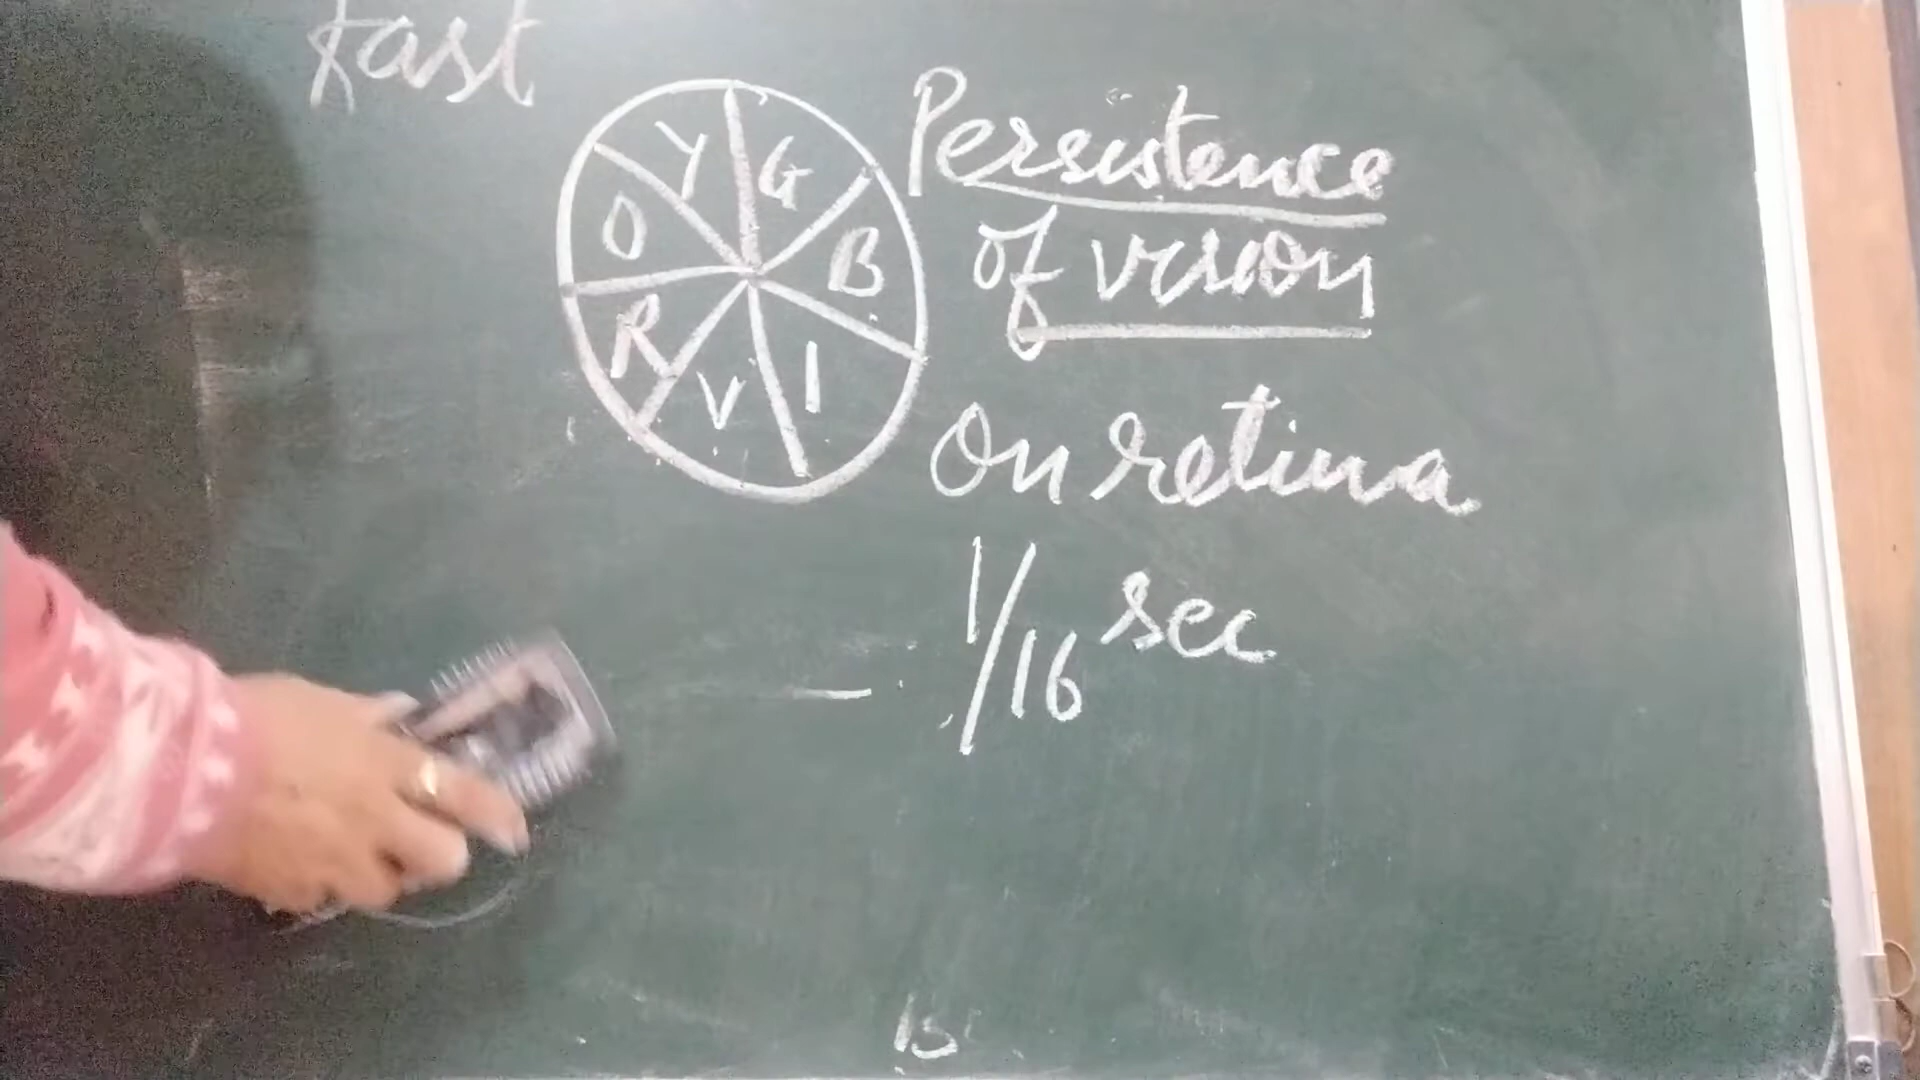 fast
Y G
O B
R V I
Persistence
of vision
On retina
1/16 sec